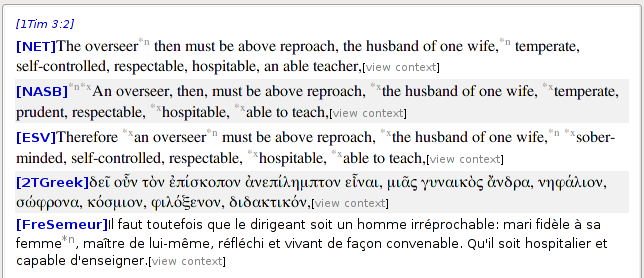 [1Tim 3:2]
[NET]The overseer*n then must be above reproach, the husband of one wife,*n temperate,
self-controlled, respectable, hospitable, an able teacher,[view context]
[NASB]*n*xAn overseer, then, must be above reproach, *xthe husband of one wife, *xtemperate,
prudent, respectable, *xhospitable, *xable to teach,[view context]
[ESV]Therefore *xan overseer*n must be above reproach, *xthe husband of one wife,*n *xsober-
minded, self-controlled, respectable, *xhospitable, *xable to teach,[view context]
[2TGreek]δεῖ οὖν τὸν ἐπίσκοπον ἀνεπίλημπτον εἶναι, μιᾶς γυναικὸς ἄνδρα, νηφάλιον,
σώφρονα, κόσμιον, φιλόξενον, διδακτικόν,[view context]
[FreSemeur]Il faut toutefois que le dirigeant soit un homme irréprochable: mari fidèle à sa
femme*n, maître de lui-même, réfléchi et vivant de façon convenable. Qu'il soit hospitalier et
capable d'enseigner.[view context]